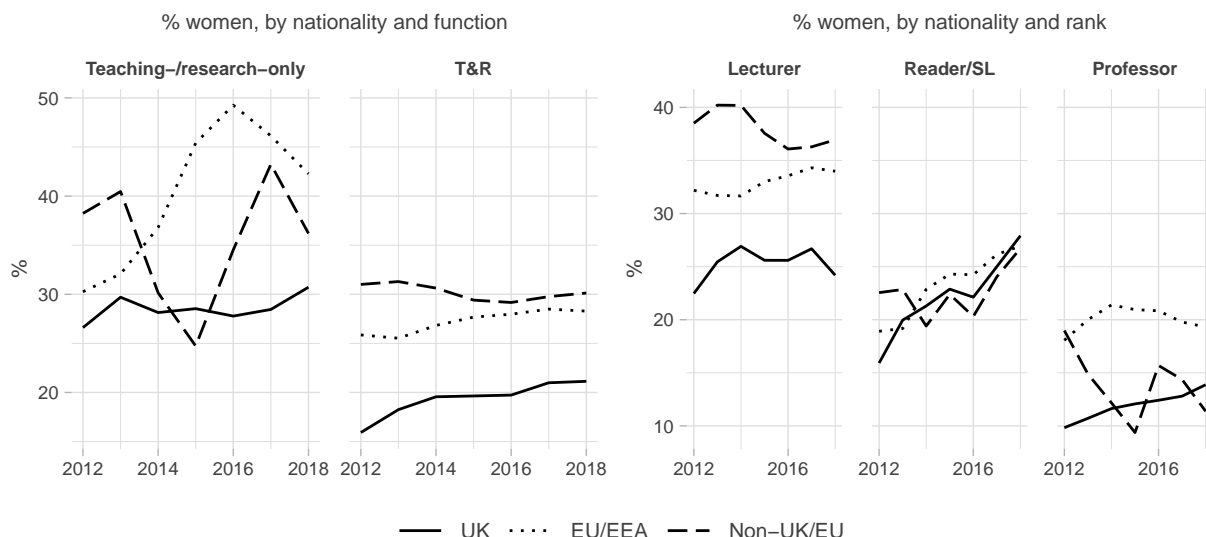 % women, by nationality and function
% women, by nationality and rank
Teaching−/research−only
T&R
Lecturer
Reader/SL
Professor
%
50
40
30
20
2012 2014 2016 2018
2012 2014 2016 2018
%
40
30
20
10
2012 2016
2012 2016
2012 2016
UK EU/EEA Non−UK/EU